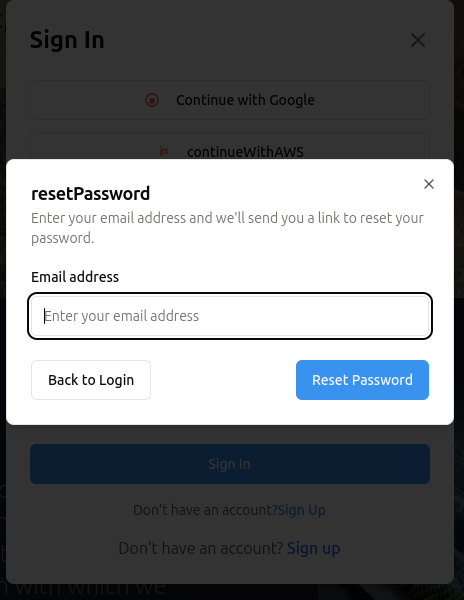 Sign In
Continue with Google
continueWithAWS
resetPassword
Enter your email address and we'll send you a link to reset your
password.
Email address
Enter your email address
Back to Login
Reset Password
Sign In
Don't have an account?Sign Up
Don't have an account? Sign up
with which we